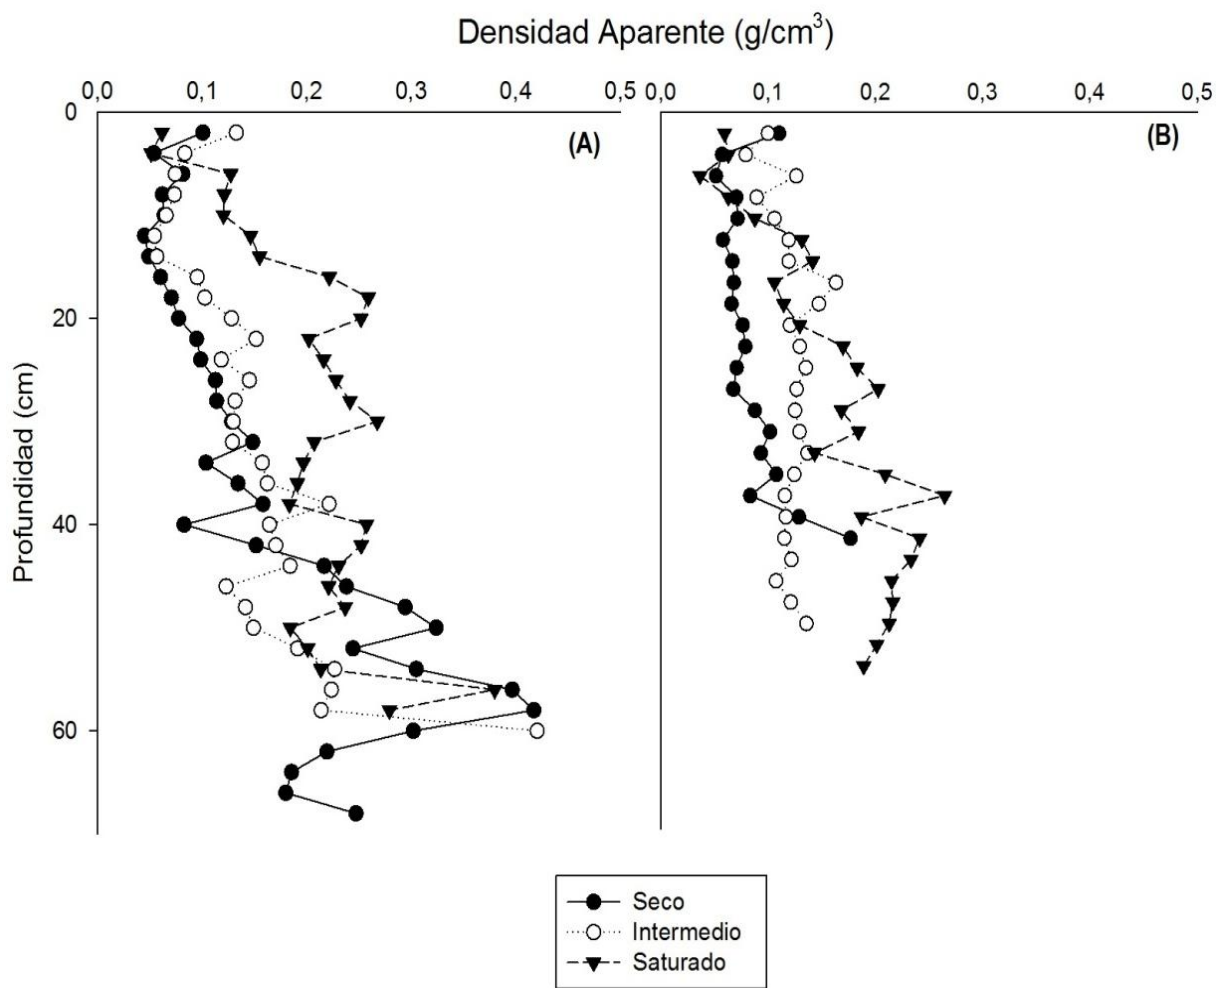 Densidad Aparente (g/cm³)
0,0 0,1 0,2 0,3 0,4 0,5 0,0 0,1 0,2 0,3 0,4 0,5
0
(A)
(B)
20
Profundidad (cm)
40
60
Seco
Intermedio
Saturado